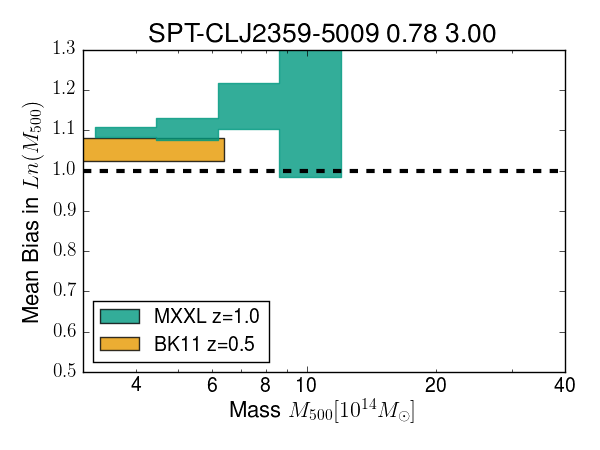 SPT-CLJ2359-5009 0.78 3.00
1.3
1.2
1.1
1.0
0.9
0.8
0.7
0.6
0.5
Mean Bias in Ln(M₅₀₀)
MXXL z=1.0
BK11 z=0.5
4 6 8 10 20 40
Mass M₅₀₀[10¹⁴M☉]